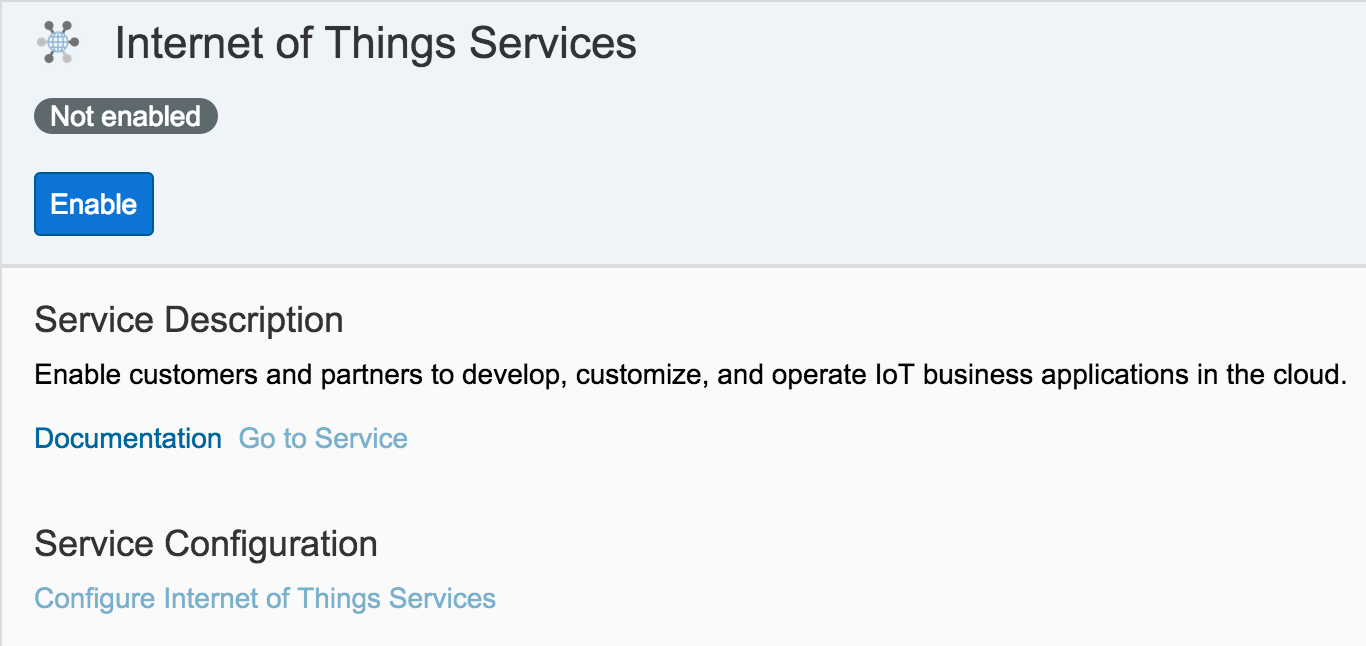 Internet of Things Services
Not enabled
Enable
Service Description
Enable customers and partners to develop, customize, and operate IoT business applications in the cloud.
Documentation Go to Service
Service Configuration
Configure Internet of Things Services